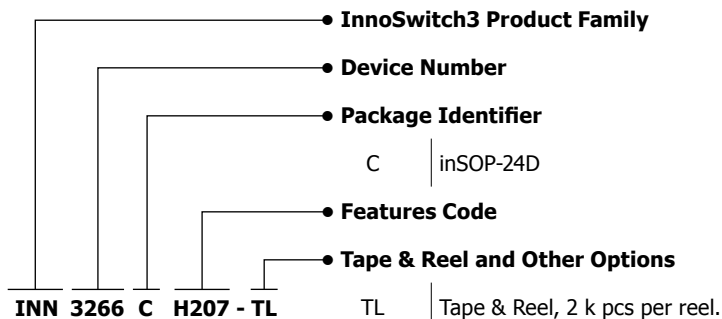 InnoSwitch3 Product Family
Device Number
Package Identifier
C inSOP-24D
Features Code
Tape & Reel and Other Options
INN 3266 C H207 - TL TL Tape & Reel, 2 k pcs per reel.